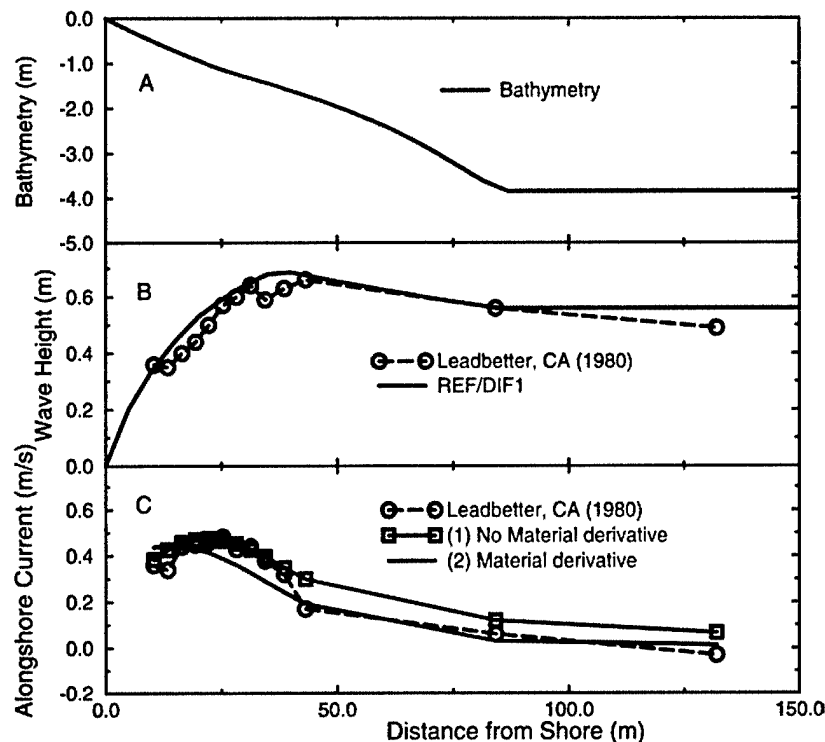 0.0
-1.0
-2.0
-3.0
-4.0
-5.0
Bathymetry (m)
A
Bathymetry
0.6
0.4
0.2
0.0
Wave Height (m)
B
Leadbetter, CA (1980)
REF/DIF1
0.6
0.4
0.2
0.0
-0.2
Alongshore Current (m/s)
C
Leadbetter, CA (1980)
(1) No Material derivative
(2) Material derivative
0.0
50.0
100.0
150.0
Distance from Shore (m)